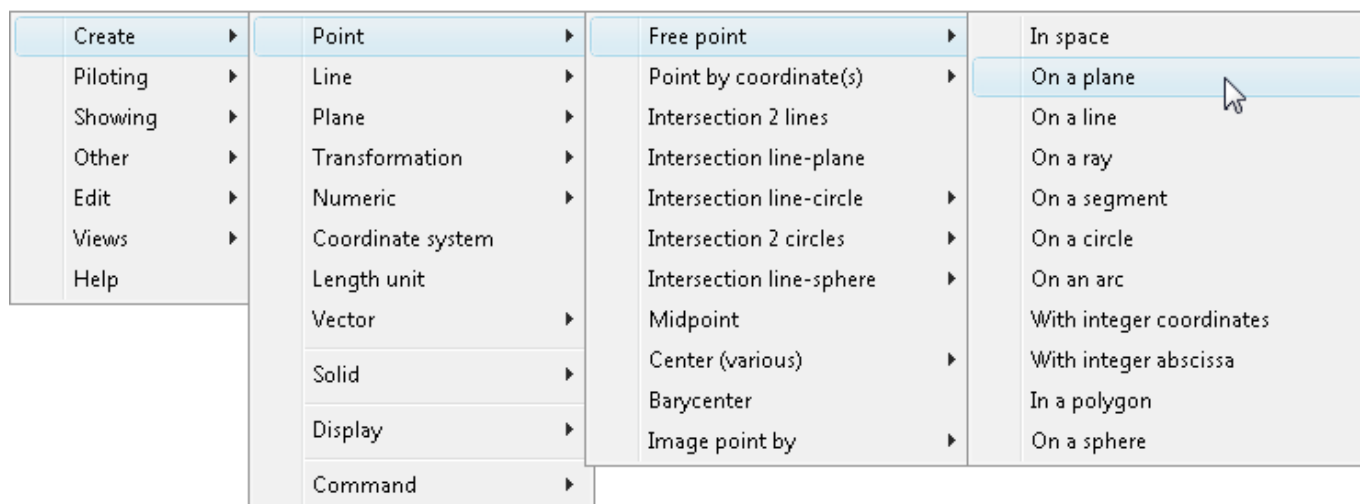 Create
Piloting
Showing
Other
Edit
Views
Help
Point
Line
Plane
Transformation
Numeric
Coordinate system
Length unit
Vector
Solid
Display
Command
Free point
Point by coordinate(s)
Intersection 2 lines
Intersection line-plane
Intersection line-circle
Intersection 2 circles
Intersection line-sphere
Midpoint
Center (various)
Barycenter
Image point by
In space
On a plane
On a line
On a ray
On a segment
On a circle
On an arc
With integer coordinates
With integer abscissa
In a polygon
On a sphere